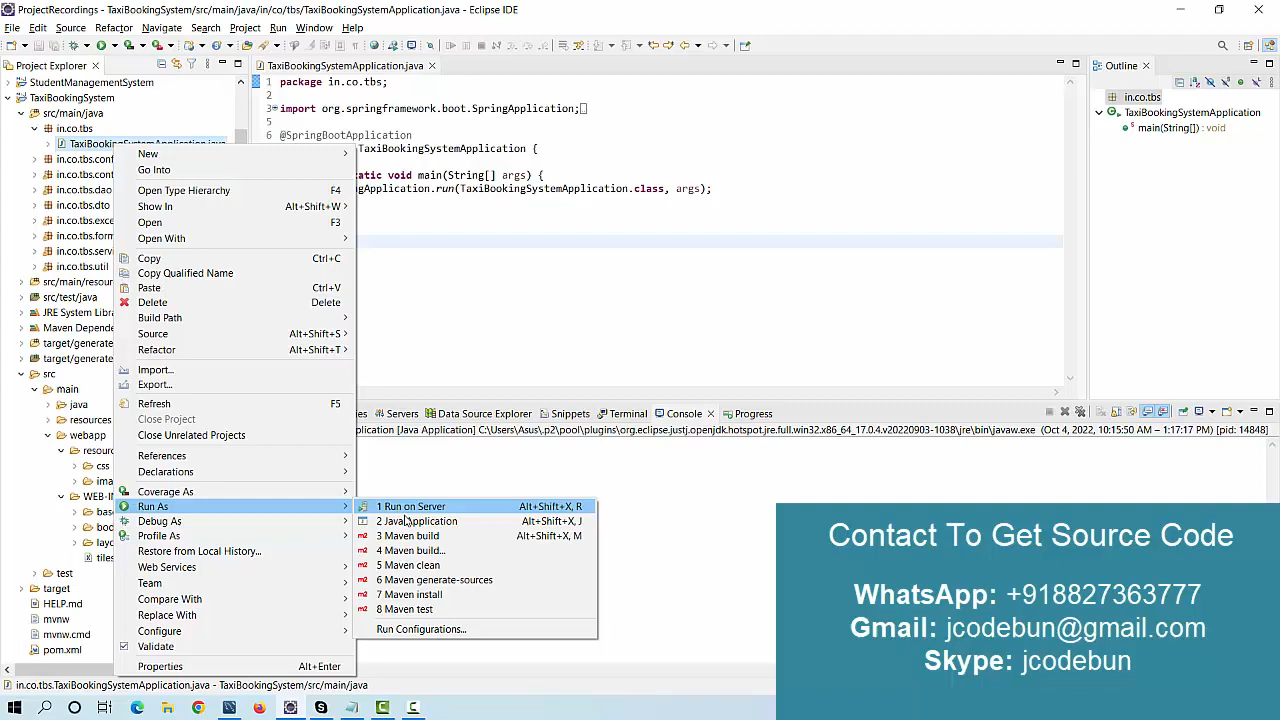 ProjectRecordings - TaxiBookingSystem/src/main/java/in/co/tbs/TaxiBookingSystemApplication.java - Eclipse IDE
File Edit Source Refactor Navigate Search Project Run Window Help
Project Explorer
StudentManagementSystem
TaxiBookingSystem
src/main/java
in.co.tbs
TaxiBookingSystemApplication.java
in.co.tbs.conf
in.co.tbs.cont
in.co.tbs.dao
in.co.tbs.dto
in.co.tbs.exce
in.co.tbs.form
in.co.tbs.servi
in.co.tbs.util
src/main/resour
src/test/java
JRE System Libra
Maven Depende
target/generate
target/generate
src
main
java
resources
webapp
resour
css
ima
WEB-IN
base
boo
layo
tiles
test
target
HELP.md
mvnw
mvnw.cmd
pom.xml
TaxiBookingSystemApplication.java
1 package in.co.tbs;
2
3 import org.springframework.boot.SpringApplication;
5
6 @SpringBootApplication
TaxiBookingSystemApplication {
static void main(String[] args) {
gApplication.run(TaxiBookingSystemApplication.class, args);
Outline
in.co.tbs
TaxiBookingSystemApplication
main(String[]) : void
New
Go Into
Open Type Hierarchy F4
Show In Alt+Shift+W
Open F3
Open With
Copy Ctrl+C
Copy Qualified Name
Paste Ctrl+V
Delete Delete
Build Path
Source Alt+Shift+S
Refactor Alt+Shift+T
Import...
Export...
Refresh F5
Close Project
Close Unrelated Projects
References
Declarations
Coverage As
Run As
Debug As
Profile As
Restore from Local History...
Web Services
Team
Compare With
Replace With
Configure
Validate
Properties Alt+Enter
1 Run on Server Alt+Shift+X, R
2 Java Application Alt+Shift+X, J
3 Maven build Alt+Shift+X, M
4 Maven build...
5 Maven clean
6 Maven generate-sources
7 Maven install
8 Maven test
Run Configurations...
es Servers Data Source Explorer Snippets Terminal Console Progress
plication [Java Application] C:\Users\Asus\.p2\pool\plugins\org.eclipse.justj.openjdk.hotspot.jre.full.win32.x86_64_17.0.4.v20220903-1038\jre\bin\javaw.exe (Oct 4, 2022, 10:15:50 AM – 1:17:17 PM) [pid: 14848]
in.co.tbs.TaxiBookingSystemApplication.java - TaxiBookingSystem/src/main/java
Contact To Get Source Code
WhatsApp: +918827363777
Gmail: jcodebun@gmail.com
Skype: jcodebun